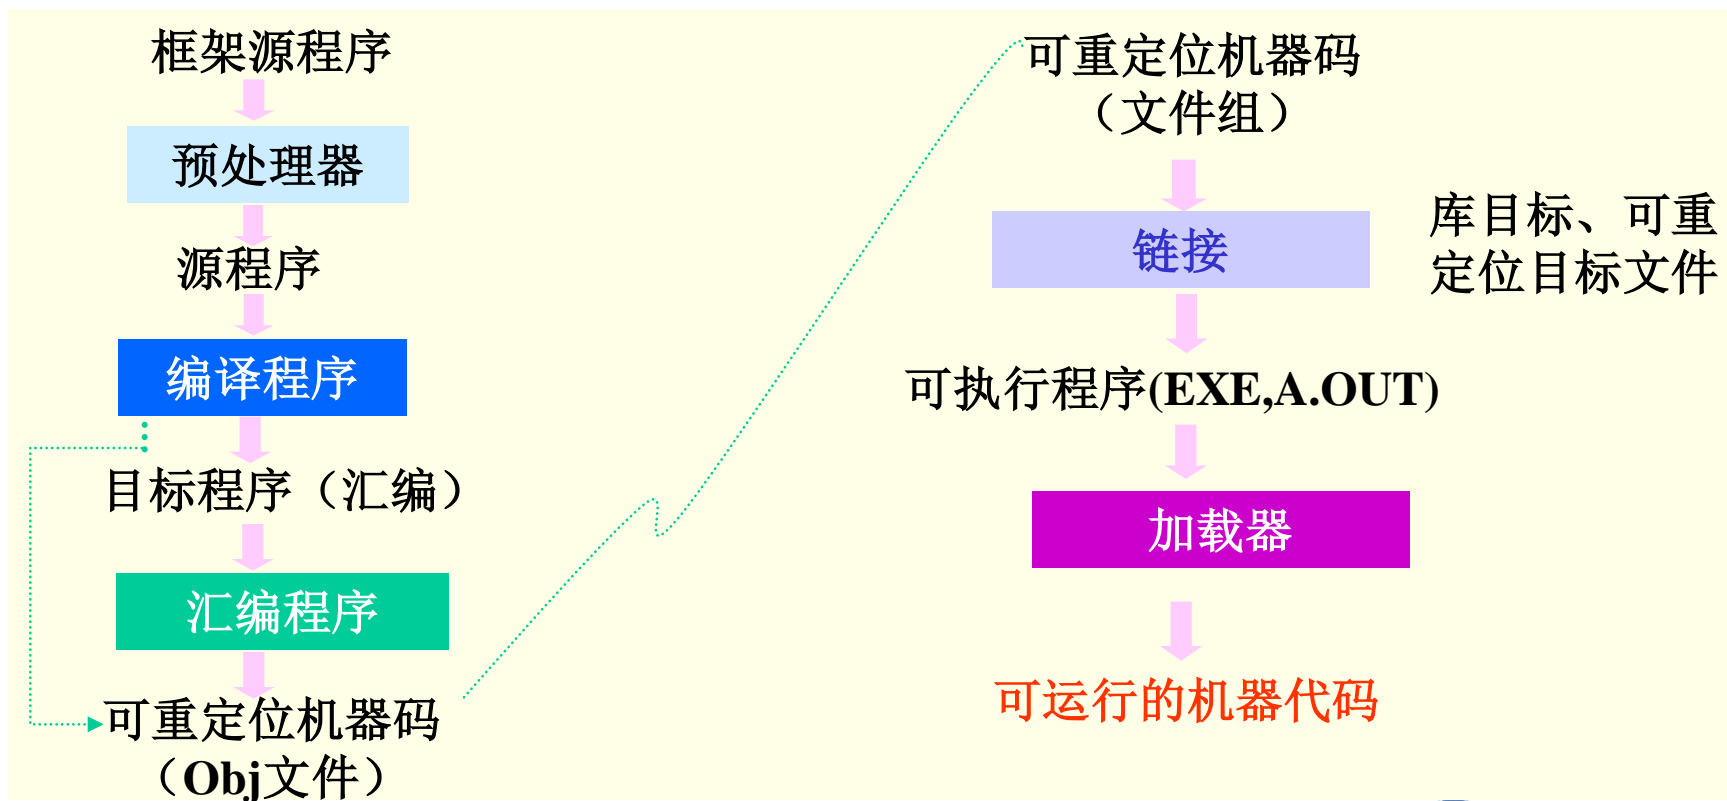 框架源程序
预处理器
源程序
编译程序
目标程序（汇编）
汇编程序
可重定位机器码
（Obj文件）
可重定位机器码
（文件组）
链接
库目标、可重
定位目标文件
可执行程序(EXE,A.OUT)
加载器
可运行的机器代码